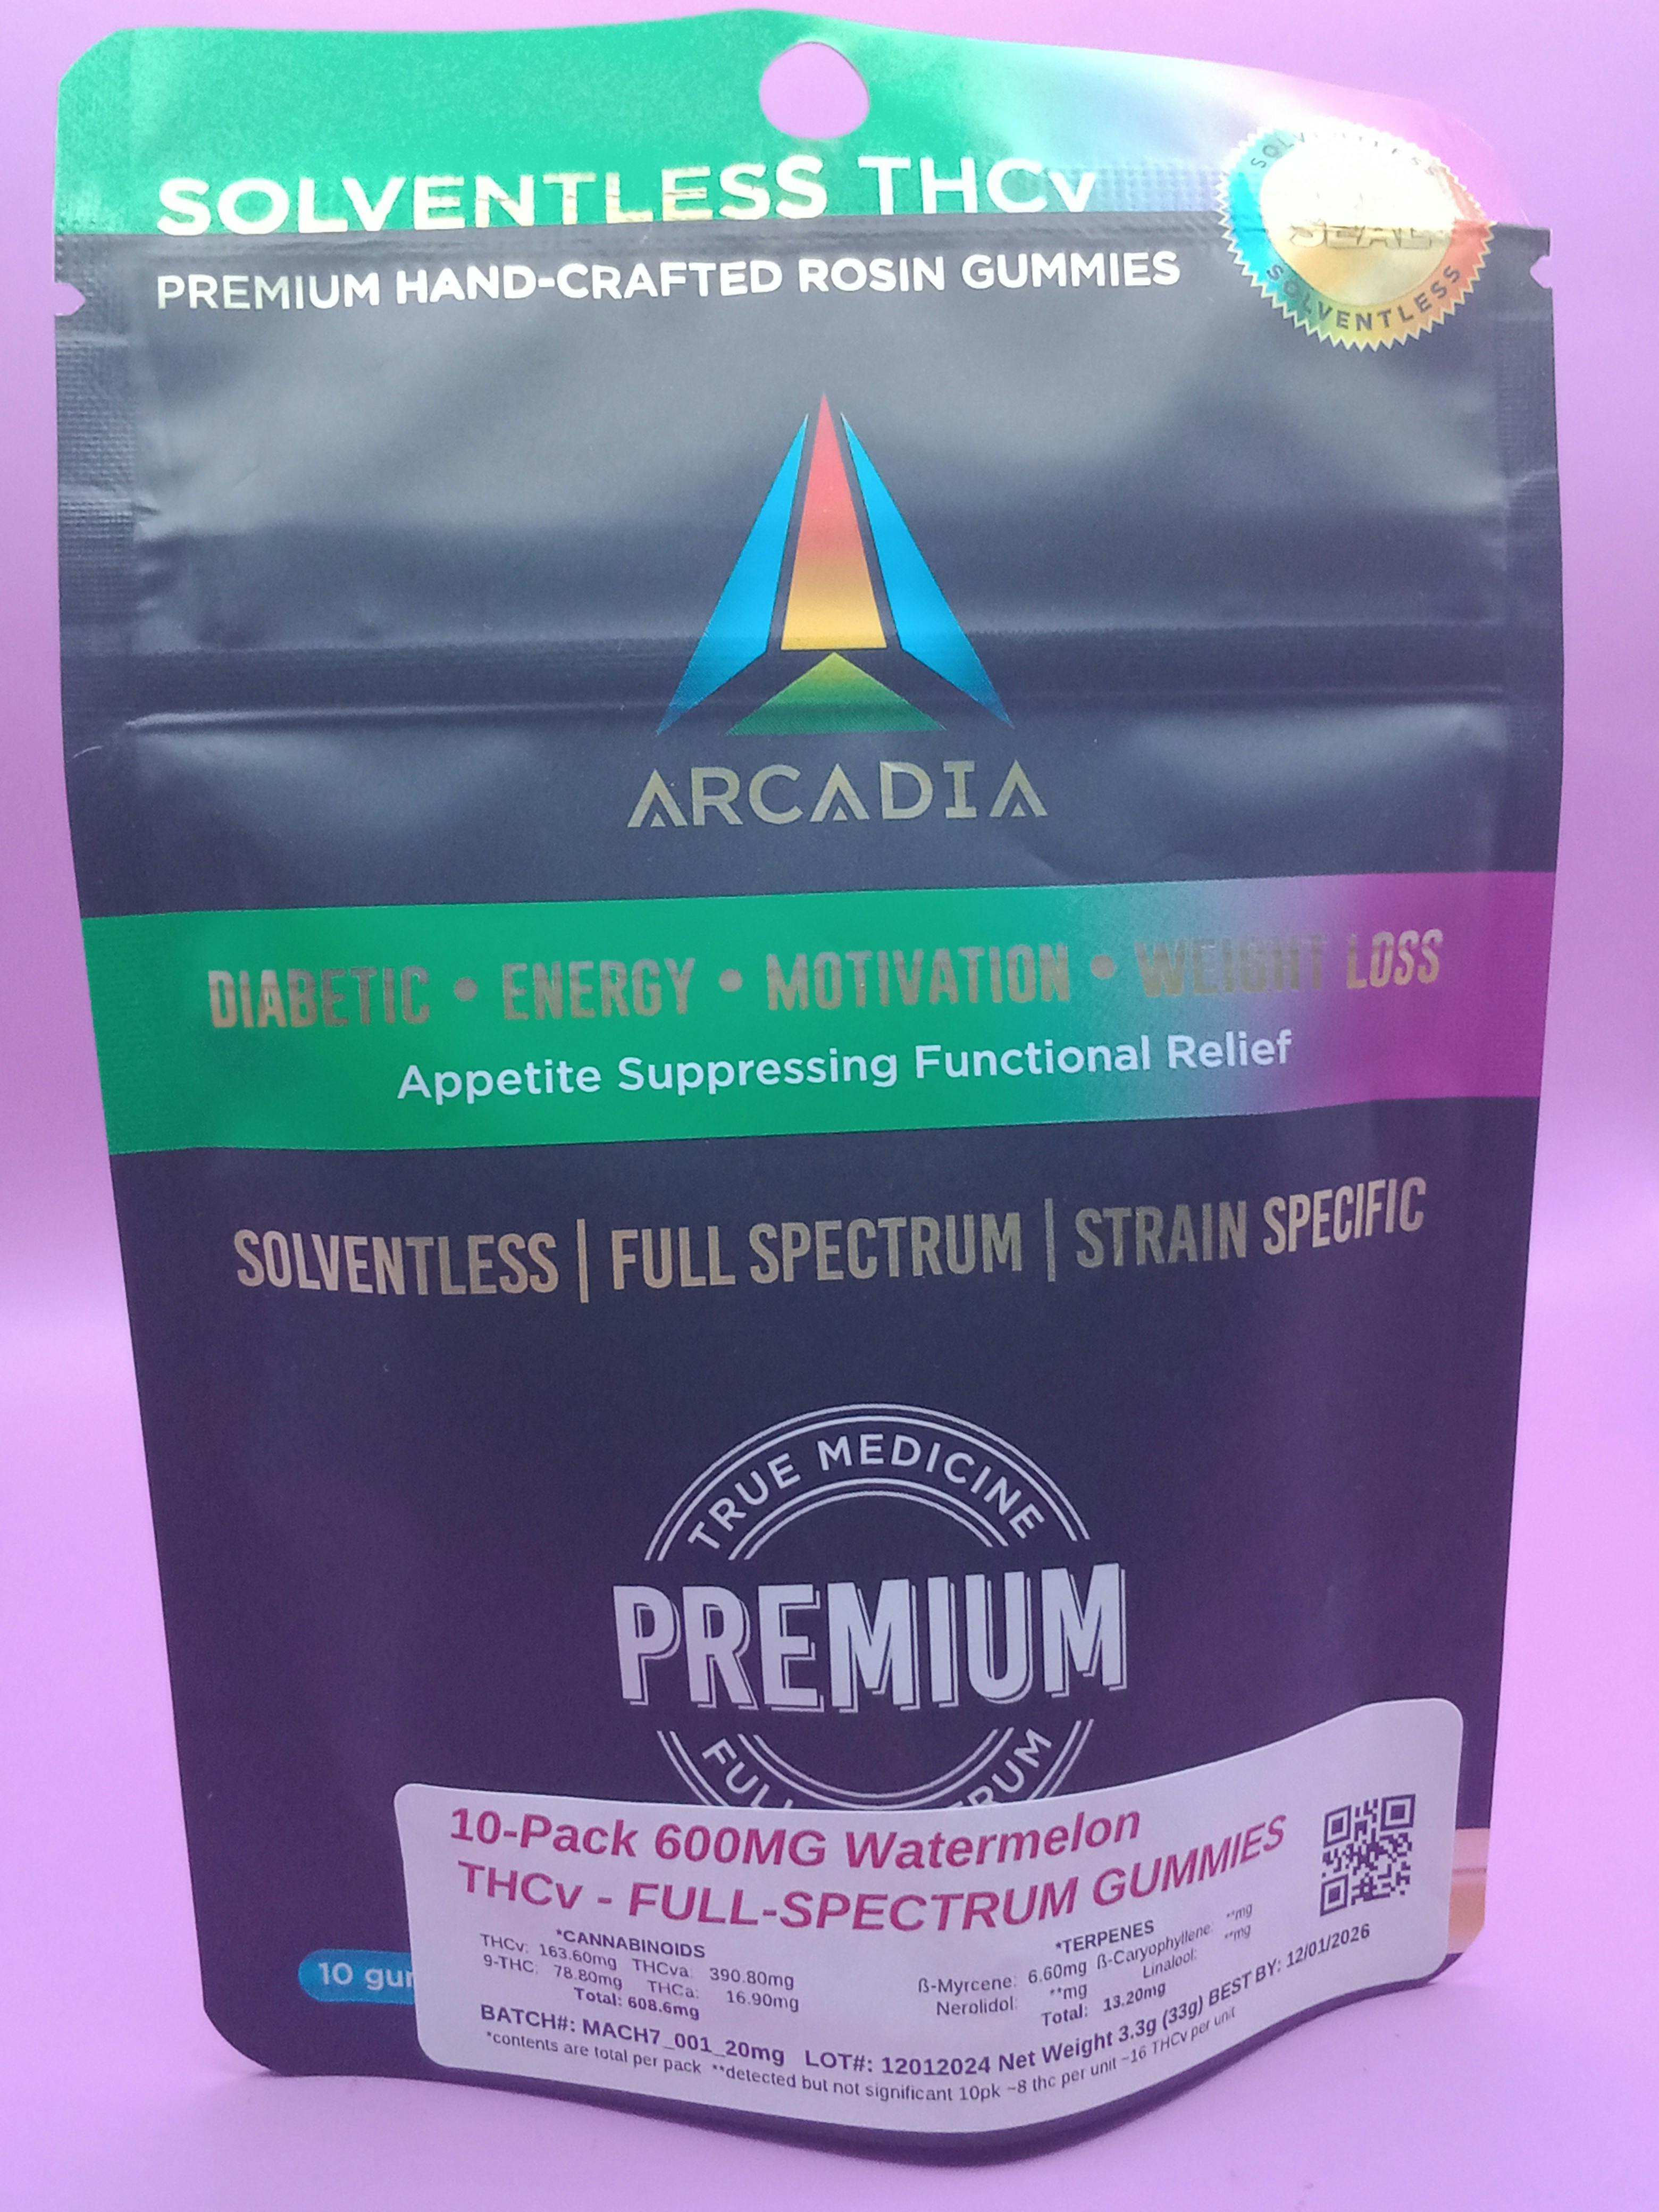 SOLVENTLESS THCv
PREMIUM HAND-CRAFTED ROSIN GUMMIES
SOLVENTLESS
SEAL
SOLVENTLESS
ARCADIA
DIABETIC • ENERGY • MOTIVATION • WEIGHT LOSS
Appetite Suppressing Functional Relief
SOLVENTLESS | FULL SPECTRUM | STRAIN SPECIFIC
TRUE MEDICINE
PREMIUM
10-Pack 600MG Watermelon
THCv - FULL-SPECTRUM GUMMIES
*CANNABINOIDS
THCv: 163.60mg THCva: 390.80mg
9-THC: 78.80mg THCa: 16.90mg
Total: 608.6mg
*TERPENES
ß-Myrcene: 6.60mg ß-Caryophyllene: **mg
Nerolidol: **mg Linalool: **mg
Total: 13.20mg
BATCH#: MACH7_001_20mg LOT#: 12012024 Net Weight 3.3g (33g) BEST BY: 12/01/2026
*contents are total per pack **detected but not significant 10pk ~8 thc per unit ~16 THCv per unit
10